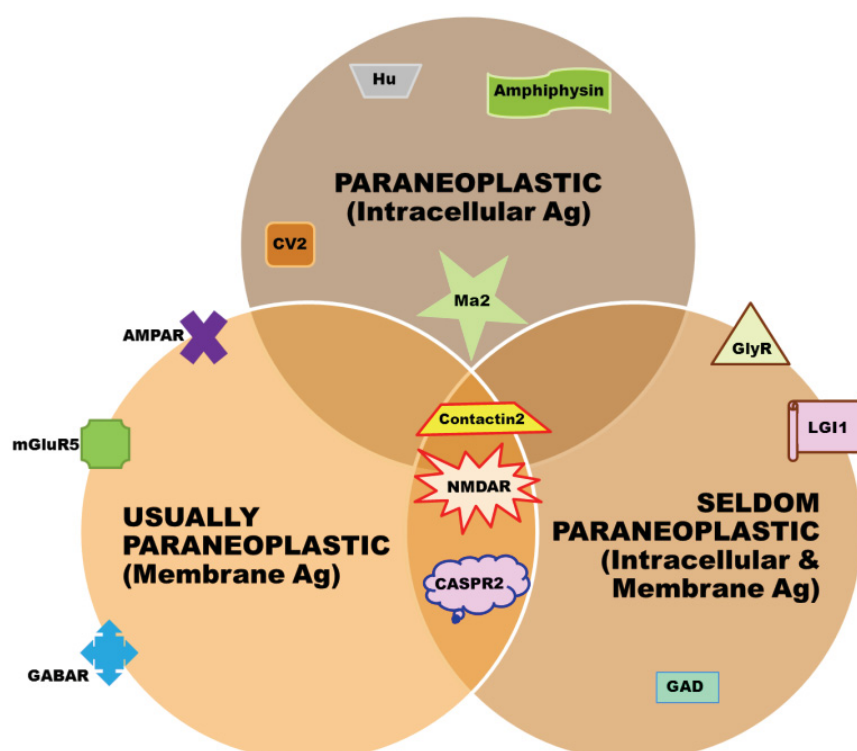 Hu
Amphiphysin
PARANEOPLASTIC
(Intracellular Ag)
CV2
Ma2
AMPAR
GlyR
Contactin2
LGI1
mGluR5
NMDAR
USUALLY
PARANEOPLASTIC
(Membrane Ag)
SELDOM
PARANEOPLASTIC
(Intracellular &
Membrane Ag)
CASPR2
GABAR
GAD